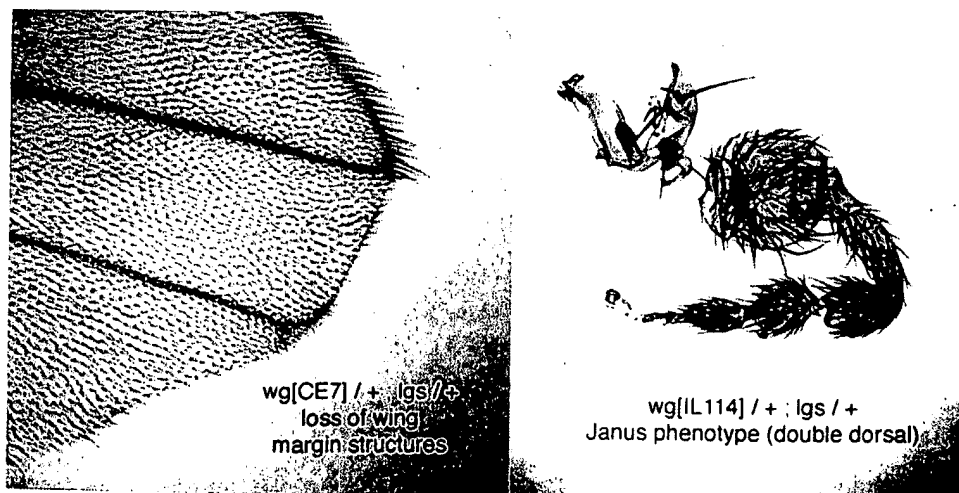 wg[CE7] / + lgs / +
loss of wing
margin structures
wg[IL114] / + ; lgs / +
Janus phenotype (double dorsal)